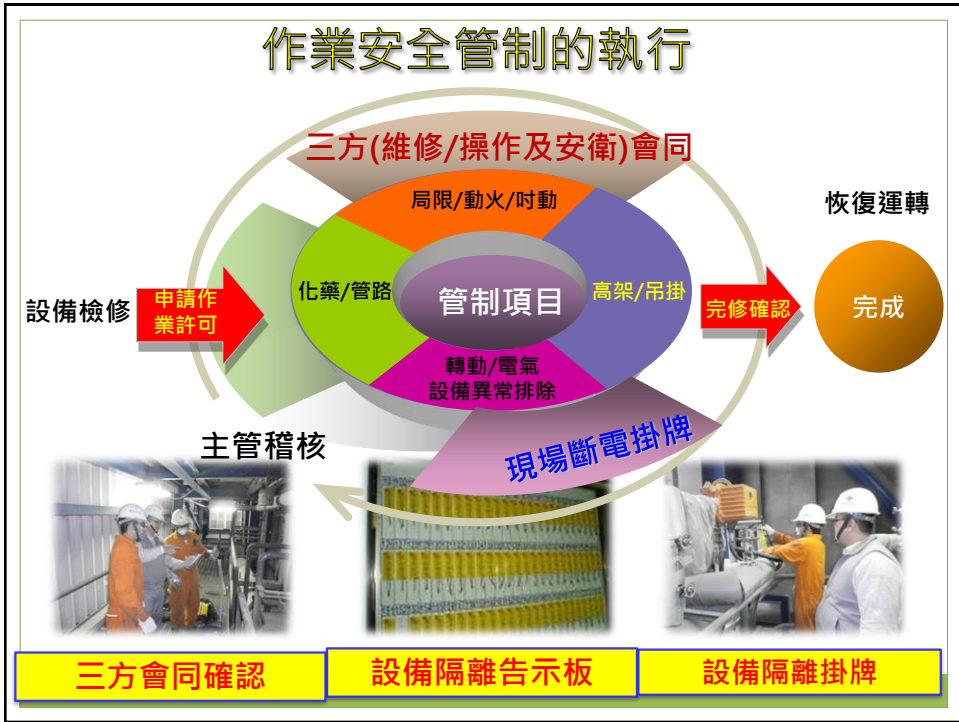 作業安全管制的執行
三方(維修/操作及安衛)會同
局限/動火/吋動
恢復運轉
設備檢修
申請作
業許可
化藥/管路
管制項目
高架/吊掛
完修確認
完成
轉動/電氣
設備異常排除
主管稽核
現場斷電掛牌
三方會同確認
設備隔離告示板
設備隔離掛牌